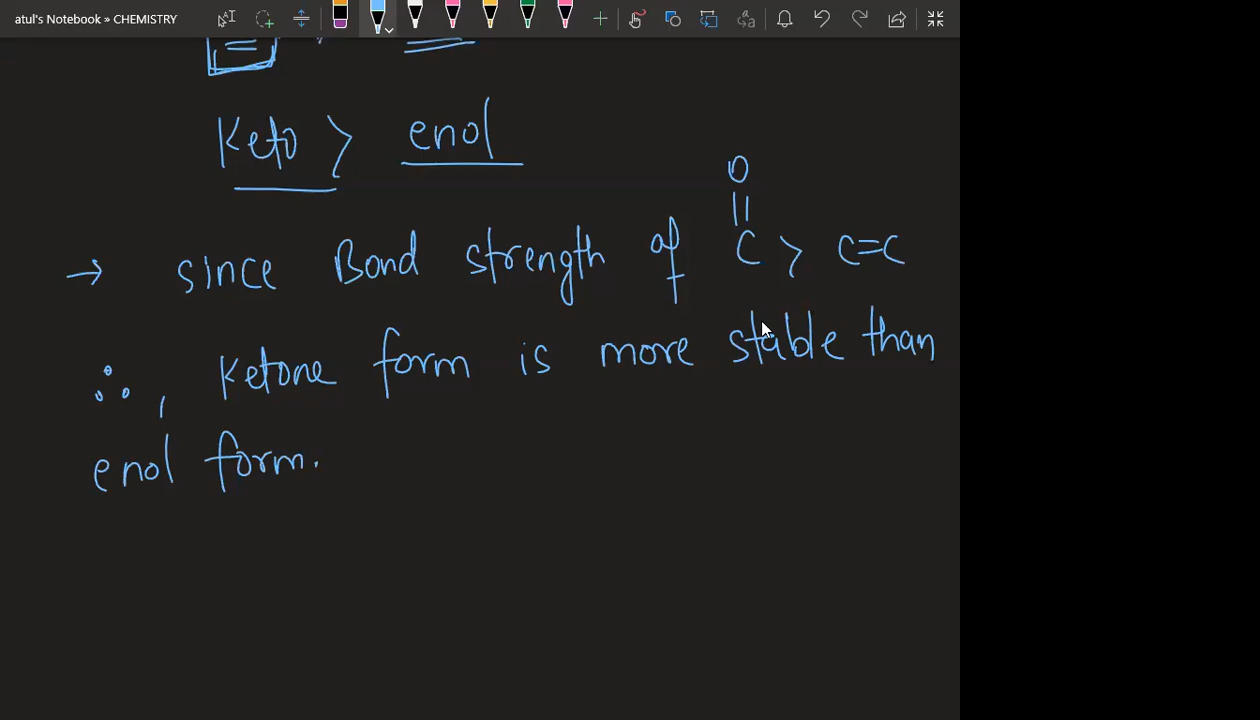 atul's Notebook » CHEMISTRY
Keto > enol
O
||
→ since Bond strength of C > C=C
∴, Ketone form is more stable than
enol form.